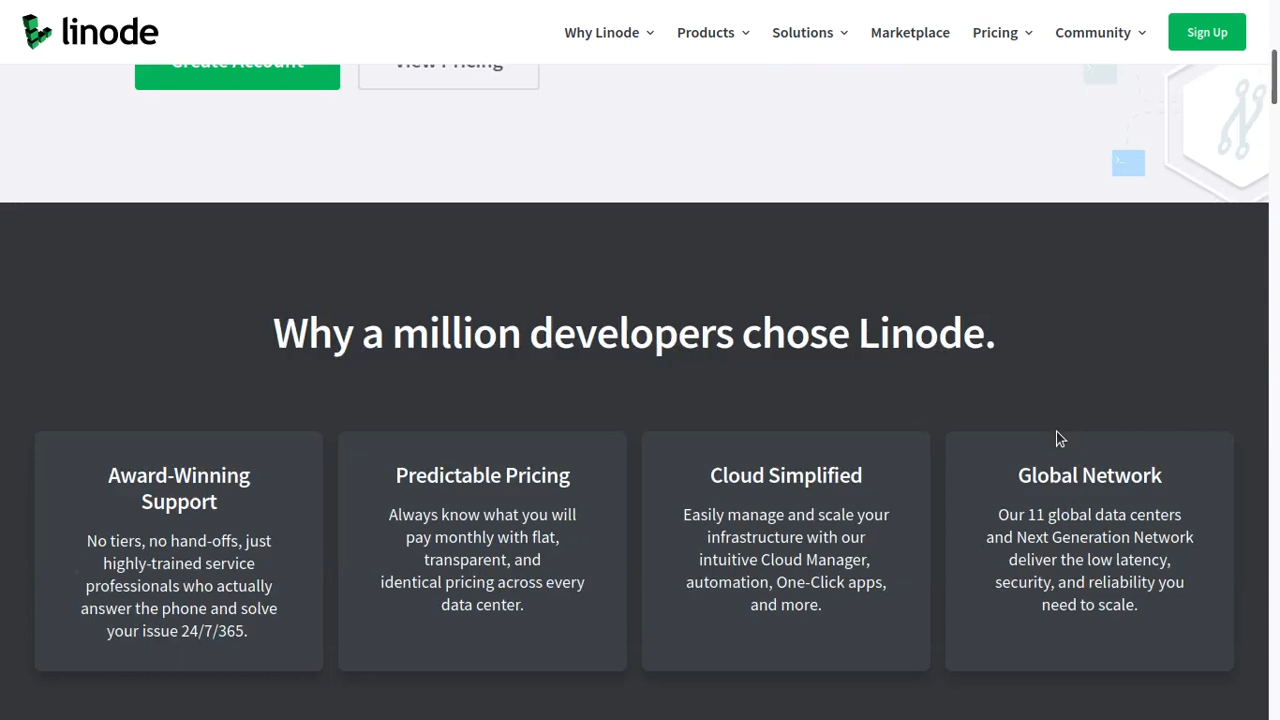 linode
Why Linode
Products
Solutions
Marketplace
Pricing
Community
Sign Up
Create Account
View Pricing
Why a million developers chose Linode.
Award-Winning
Support
No tiers, no hand-offs, just
highly-trained service
professionals who actually
answer the phone and solve
your issue 24/7/365.
Predictable Pricing
Always know what you will
pay monthly with flat,
transparent, and
identical pricing across every
data center.
Cloud Simplified
Easily manage and scale your
infrastructure with our
intuitive Cloud Manager,
automation, One-Click apps,
and more.
Global Network
Our 11 global data centers
and Next Generation Network
deliver the low latency,
security, and reliability you
need to scale.